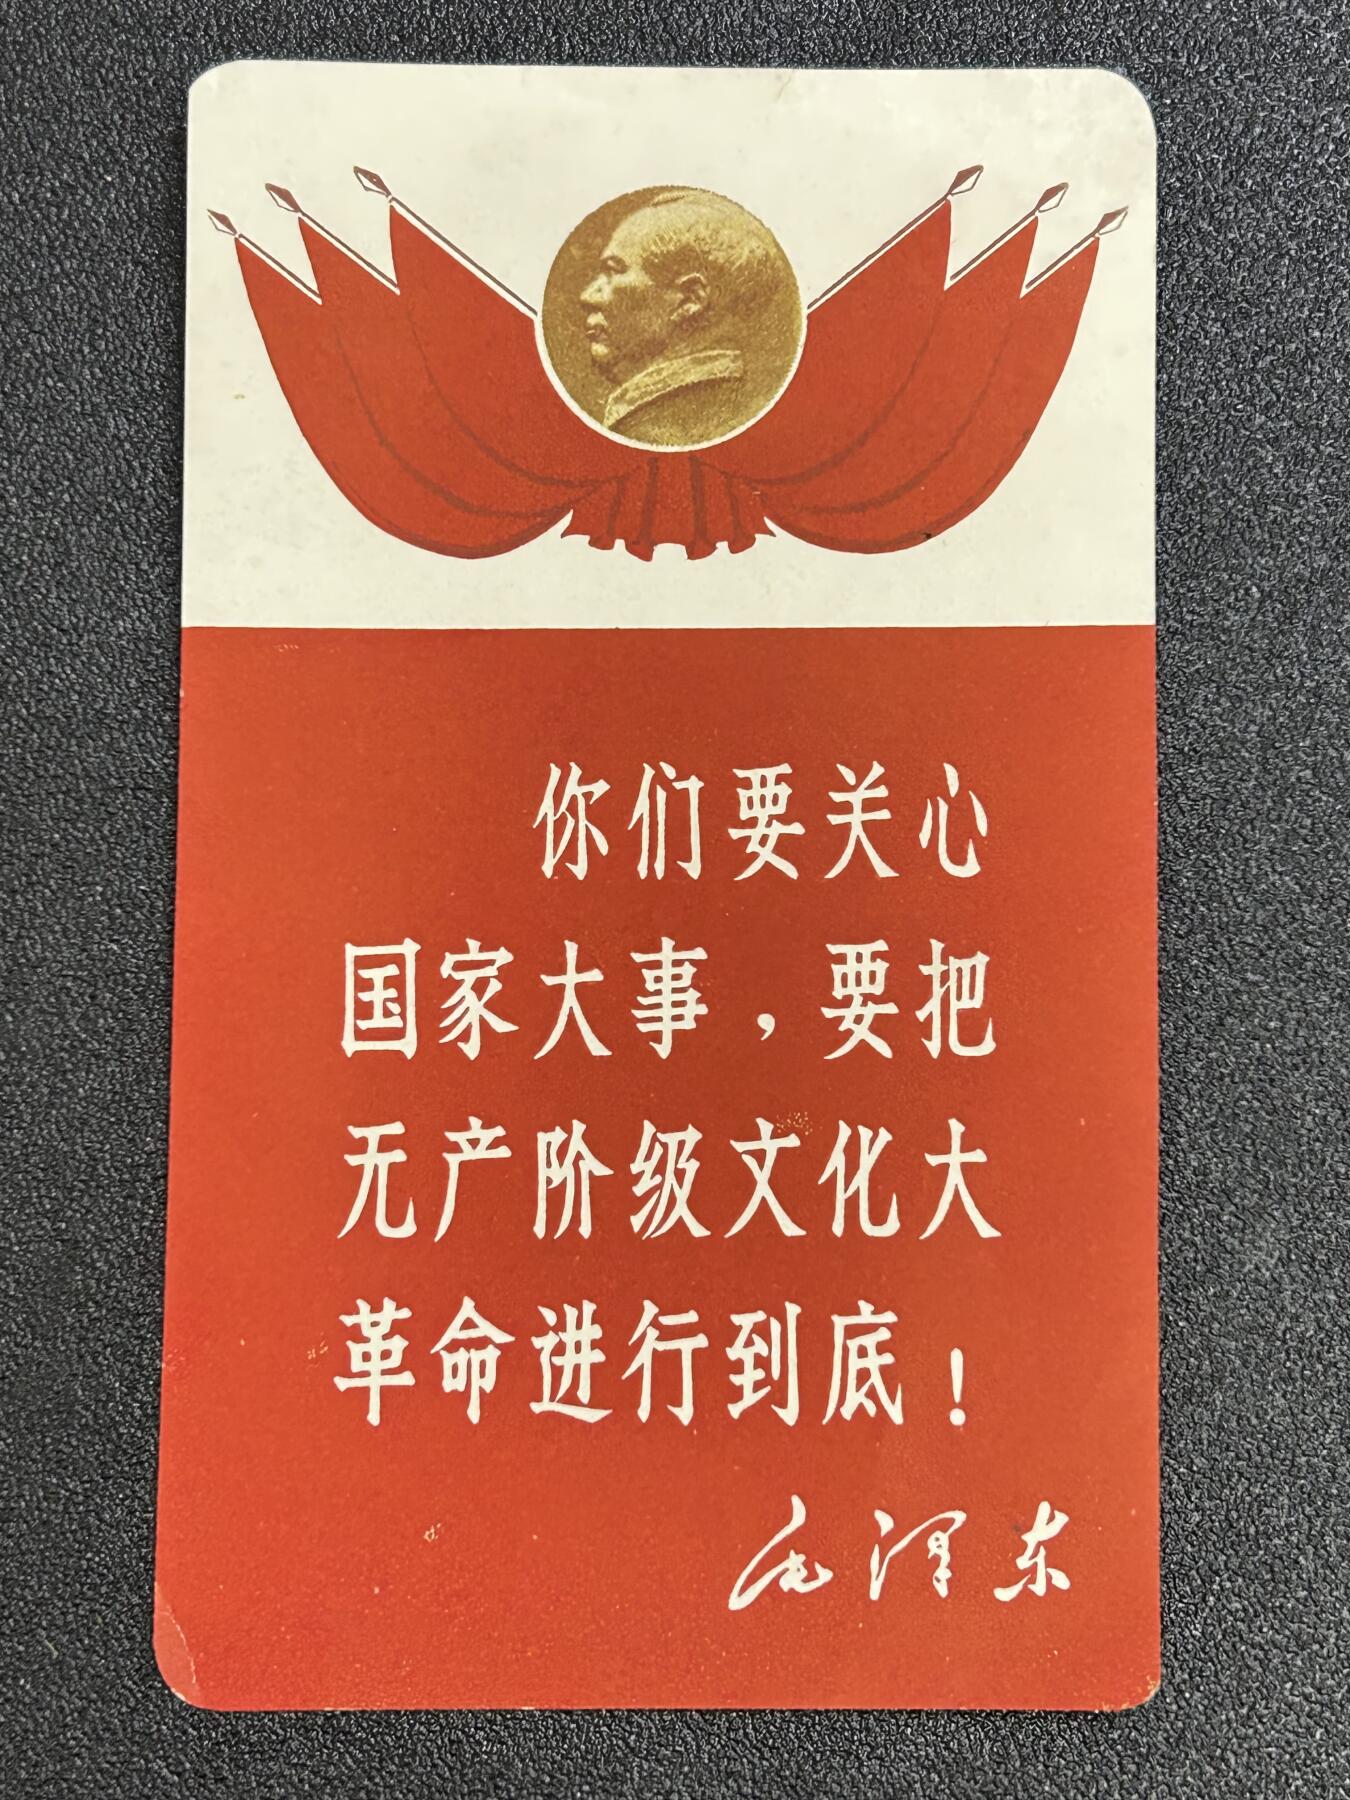 你们要关心
国家大事，要把
无产阶级文化大
革命进行到底！
毛泽东